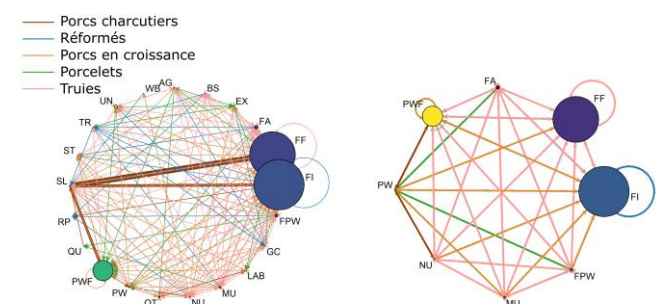 Porcs charcutiers
Réformés
Porcs en croissance
Porcelets
Truies
WB
AG
BS
UN
EX
TR
FA
FF
ST
SL
FI
RP
FPW
QU
GC
PWF
LAB
PW
MU
OT
NU
FA
PWF
FF
PW
FI
NU
FPW
MU